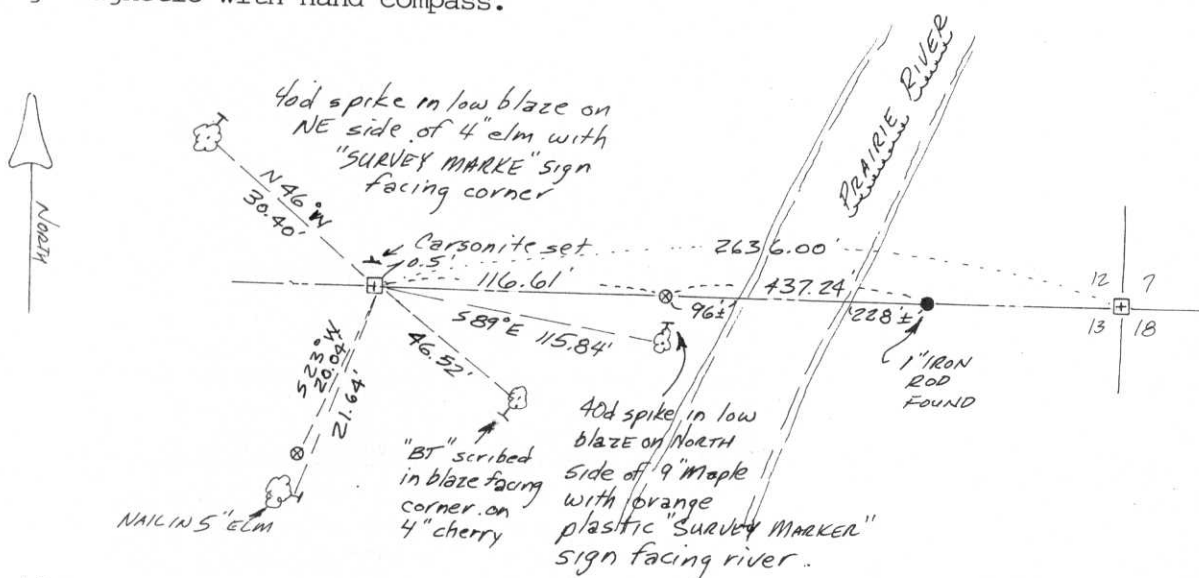 magnetic with hand compass.
PRAIRIE RIVER
40d spike in low blaze on
NE side of 4" elm with
"SURVEY MARKE" sign
facing corner
NORTH
N46°W
30.40'
Carsonite set
0.5'
2636.00'
116.61'
437.24'
12 7
13 18
96±'
228'±
S89°E 115.84'
46.52'
S23°W
20.04'
21.64'
1" IRON
ROD
FOUND
"BT" scribed
in blaze facing
corner on
4" cherry
40d spike in low
blaze on NORTH
side of 9" Maple
with orange
plastic "SURVEY MARKER"
sign facing river.
NAIL IN 5" ELM